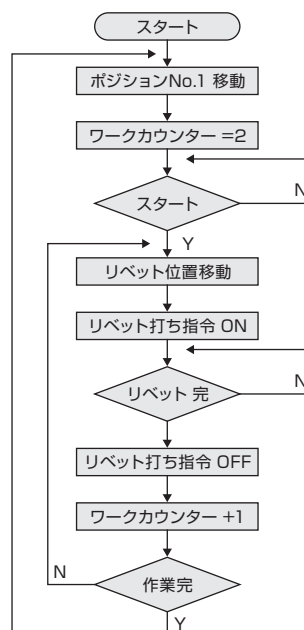 スタート
ポジションNo.1 移動
ワークカウンター =2
スタート
N
Y
リベット位置移動
リベット打ち指令 ON
リベット 完
N
リベット打ち指令 OFF
ワークカウンター +1
N
作業完
Y